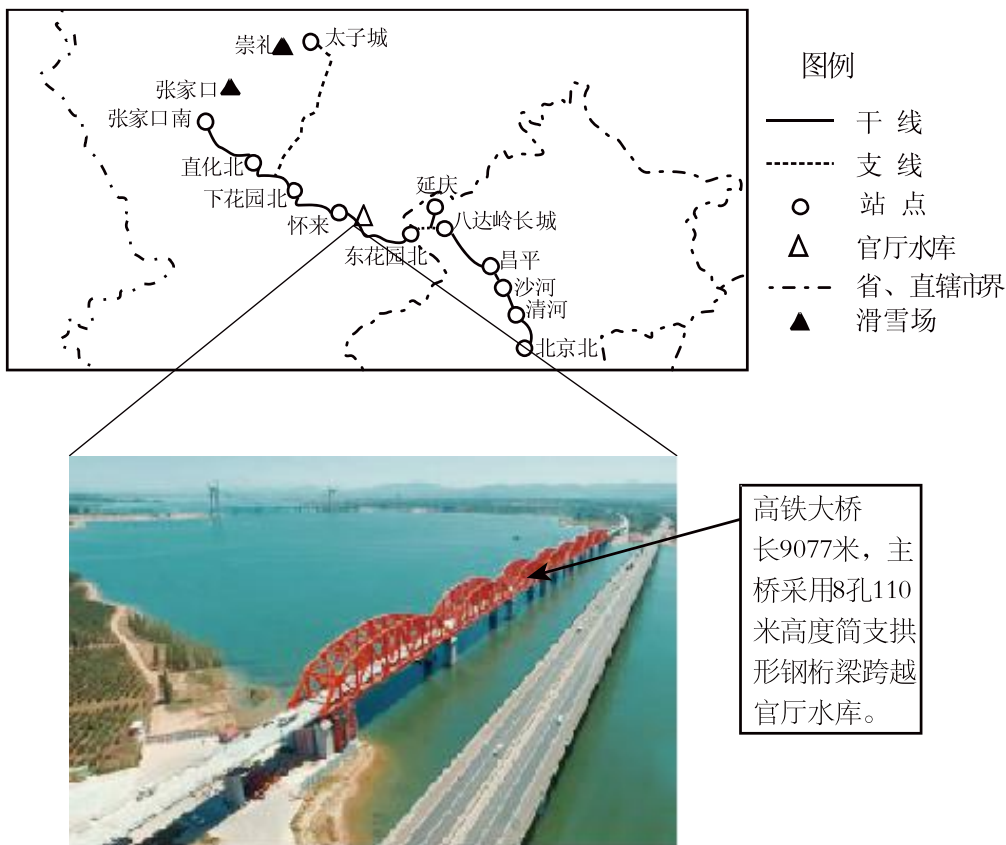 崇礼
太子城
张家口
张家口南
直化北
下花园北
怀来
东花园北
延庆
八达岭长城
昌平
沙河
清河
北京北
图例
干 线
支 线
站 点
官厅水库
省、直辖市界
滑雪场
高铁大桥
长9077米，主
桥采用8孔110
米高度简支拱
形钢桁梁跨越
官厅水库。